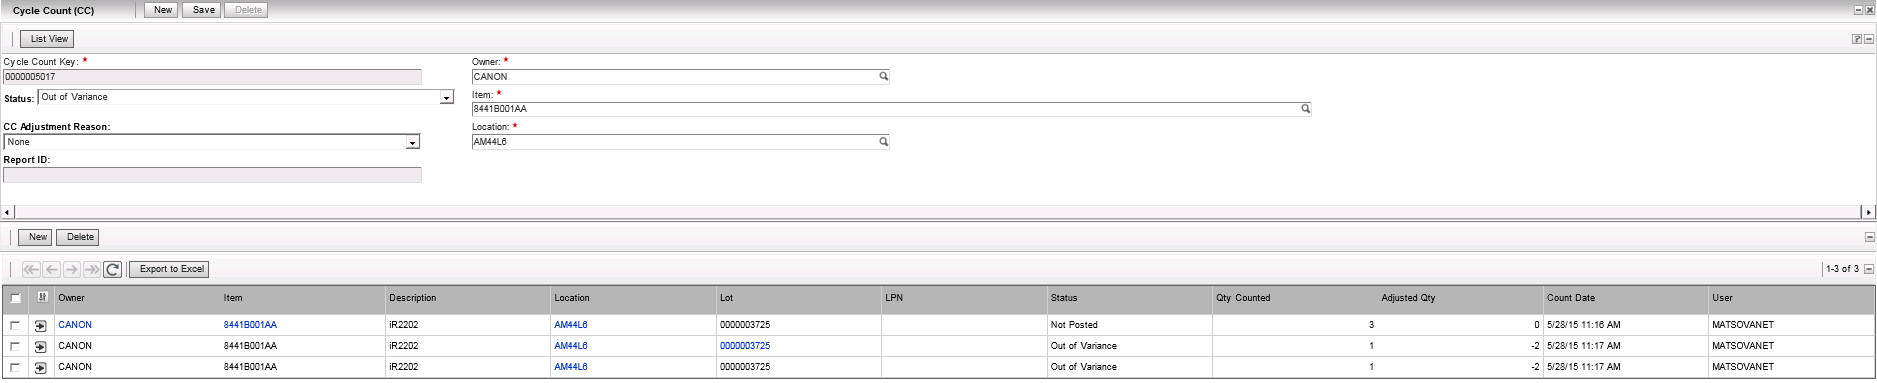 Cycle Count (CC) New Save Delete
List View
Cycle Count Key: * Owner: *
0000005017 CANON
Status: Out of Variance Item: *
8441B001AA
CC Adjustment Reason: Location: *
None AM44L6
Report ID:
New Delete
Export to Excel 1-3 of 3
Owner Item Description Location Lot LPN Status Qty Counted Adjusted Qty Count Date User
CANON 8441B001AA iR2202 AM44L6 0000003725 Not Posted 3 0 5/28/15 11:16 AM MATSOVANET
CANON 8441B001AA iR2202 AM44L6 0000003725 Out of Variance 1 -2 5/28/15 11:17 AM MATSOVANET
CANON 8441B001AA iR2202 AM44L6 0000003725 Out of Variance 1 -2 5/28/15 11:17 AM MATSOVANET